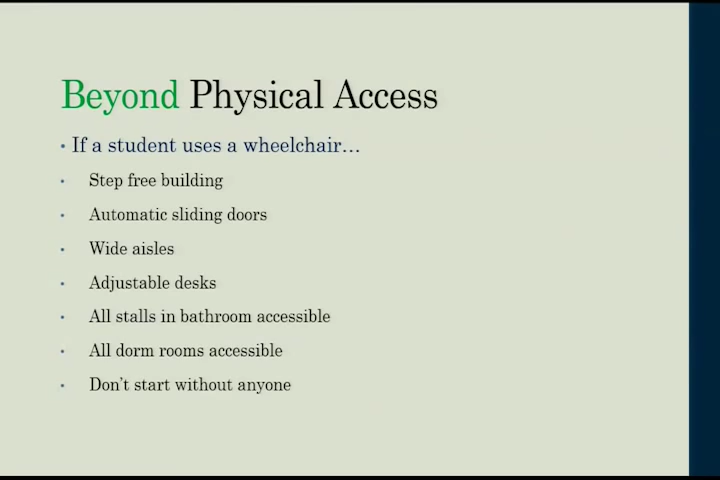 Beyond Physical Access
• If a student uses a wheelchair…
• Step free building
• Automatic sliding doors
• Wide aisles
• Adjustable desks
• All stalls in bathroom accessible
• All dorm rooms accessible
• Don’t start without anyone